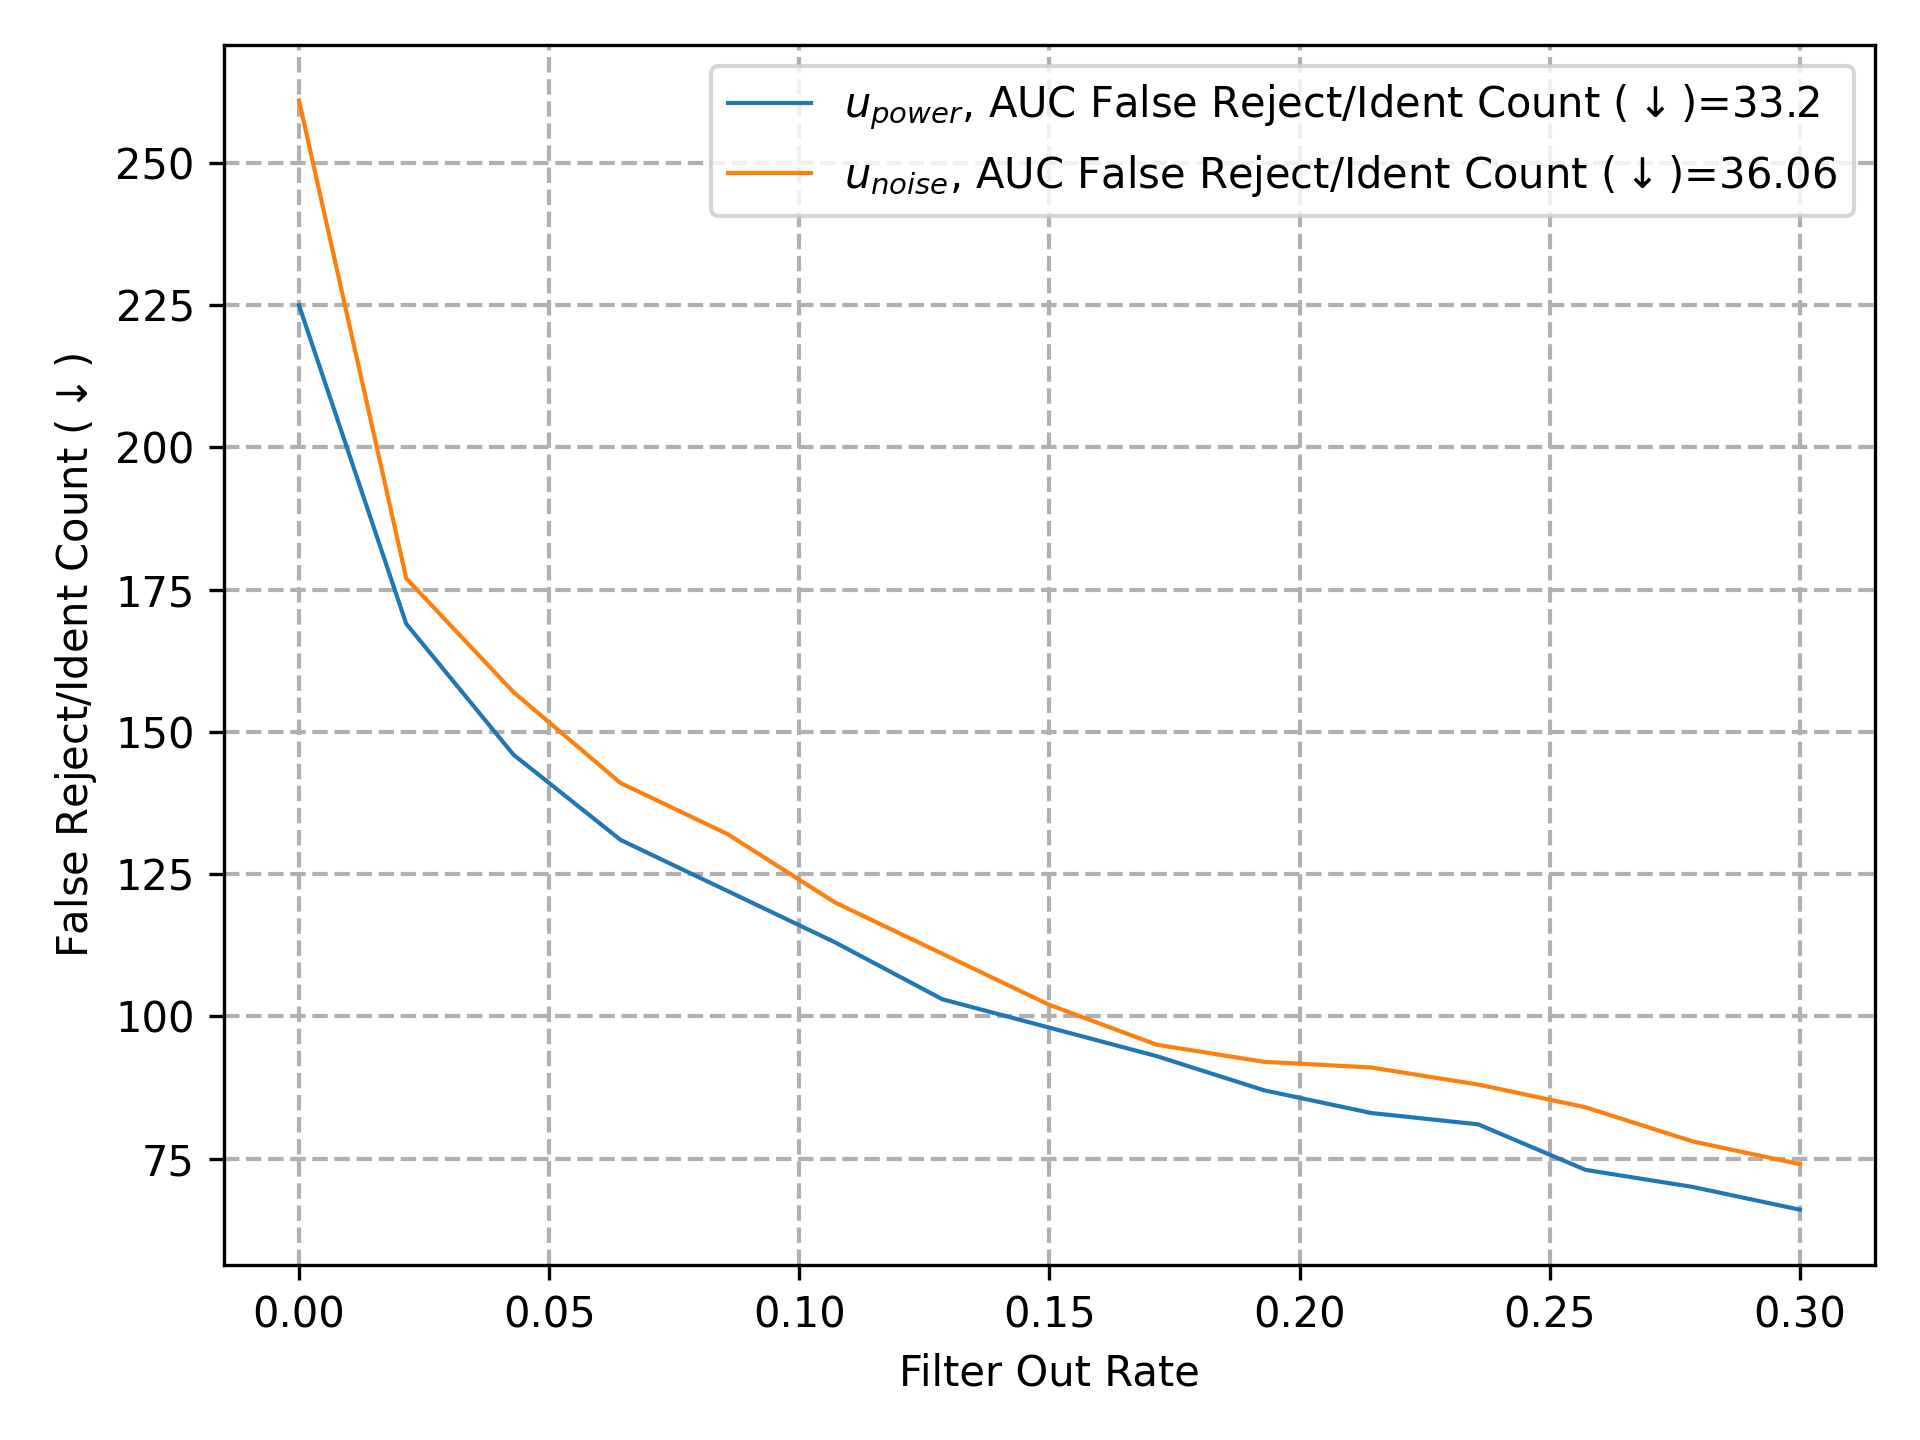 u_power, AUC False Reject/Ident Count (↓)=33.2
u_noise, AUC False Reject/Ident Count (↓)=36.06
False Reject/Ident Count (↓)
250
225
200
175
150
125
100
75
0.00 0.05 0.10 0.15 0.20 0.25 0.30
Filter Out Rate